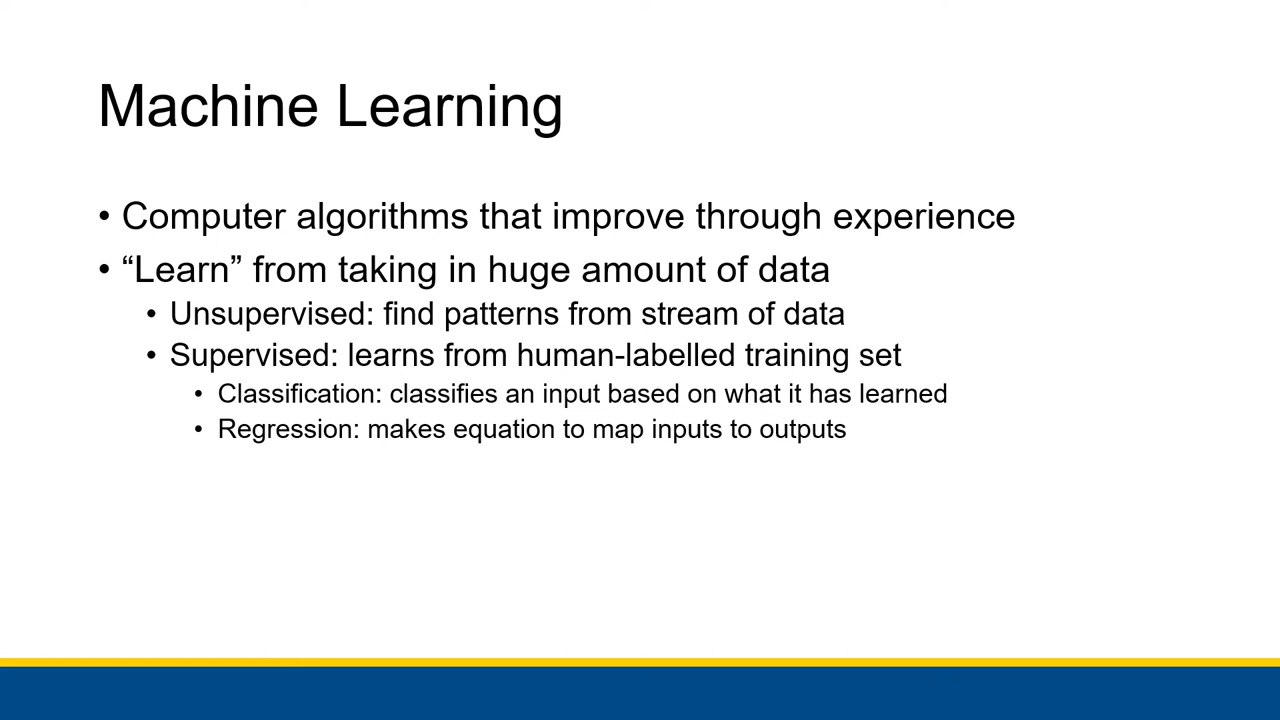 Machine Learning
• Computer algorithms that improve through experience
• “Learn” from taking in huge amount of data
• Unsupervised: find patterns from stream of data
• Supervised: learns from human-labelled training set
• Classification: classifies an input based on what it has learned
• Regression: makes equation to map inputs to outputs